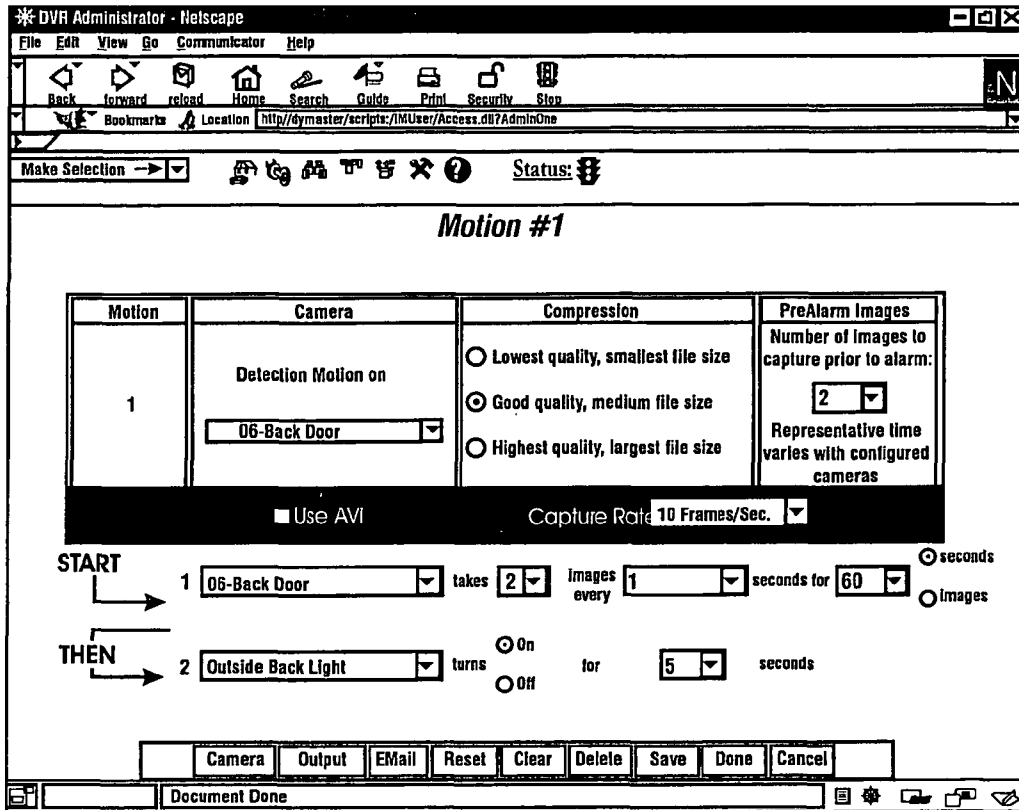 DVR Administrator - Netscape
File Edit View Go Communicator Help
Back forward reload Home Search Guide Print Security Stop
N
Bookmarks Location http//dymaster/scripts:/IMUser/Access.dll?AdminOne
Make Selection Status:
Motion #1
Motion Camera Compression PreAlarm Images
1
Detection Motion on
06-Back Door
Lowest quality, smallest file size
Good quality, medium file size
Highest quality, largest file size
Number of images to
capture prior to alarm:
2
Representative time
varies with configured
cameras
Use AVI Capture Rate 10 Frames/Sec.
START
1 06-Back Door takes 2 Images every 1 seconds for 60 seconds
images
THEN
2 Outside Back Light turns On Off for 5 seconds
Camera Output EMail Reset Clear Delete Save Done Cancel
Document Done